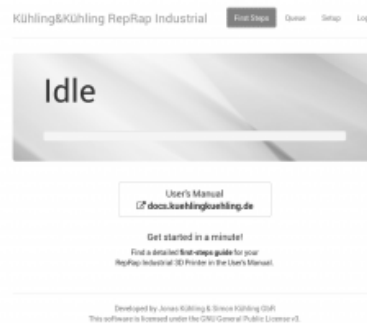 Kühling&Kühling RepRap Industrial
First Steps
Queue
Setup
Log
Idle
User's Manual
docs.kuehlingkuehling.de
Get started in a minute!
Find a detailed first-steps guide for your
RepRap Industrial 3D Printer in the User's Manual.
Developed by Jonas Kühling & Simon Kühling GbR
This software is licensed under the GNU General Public License v3.